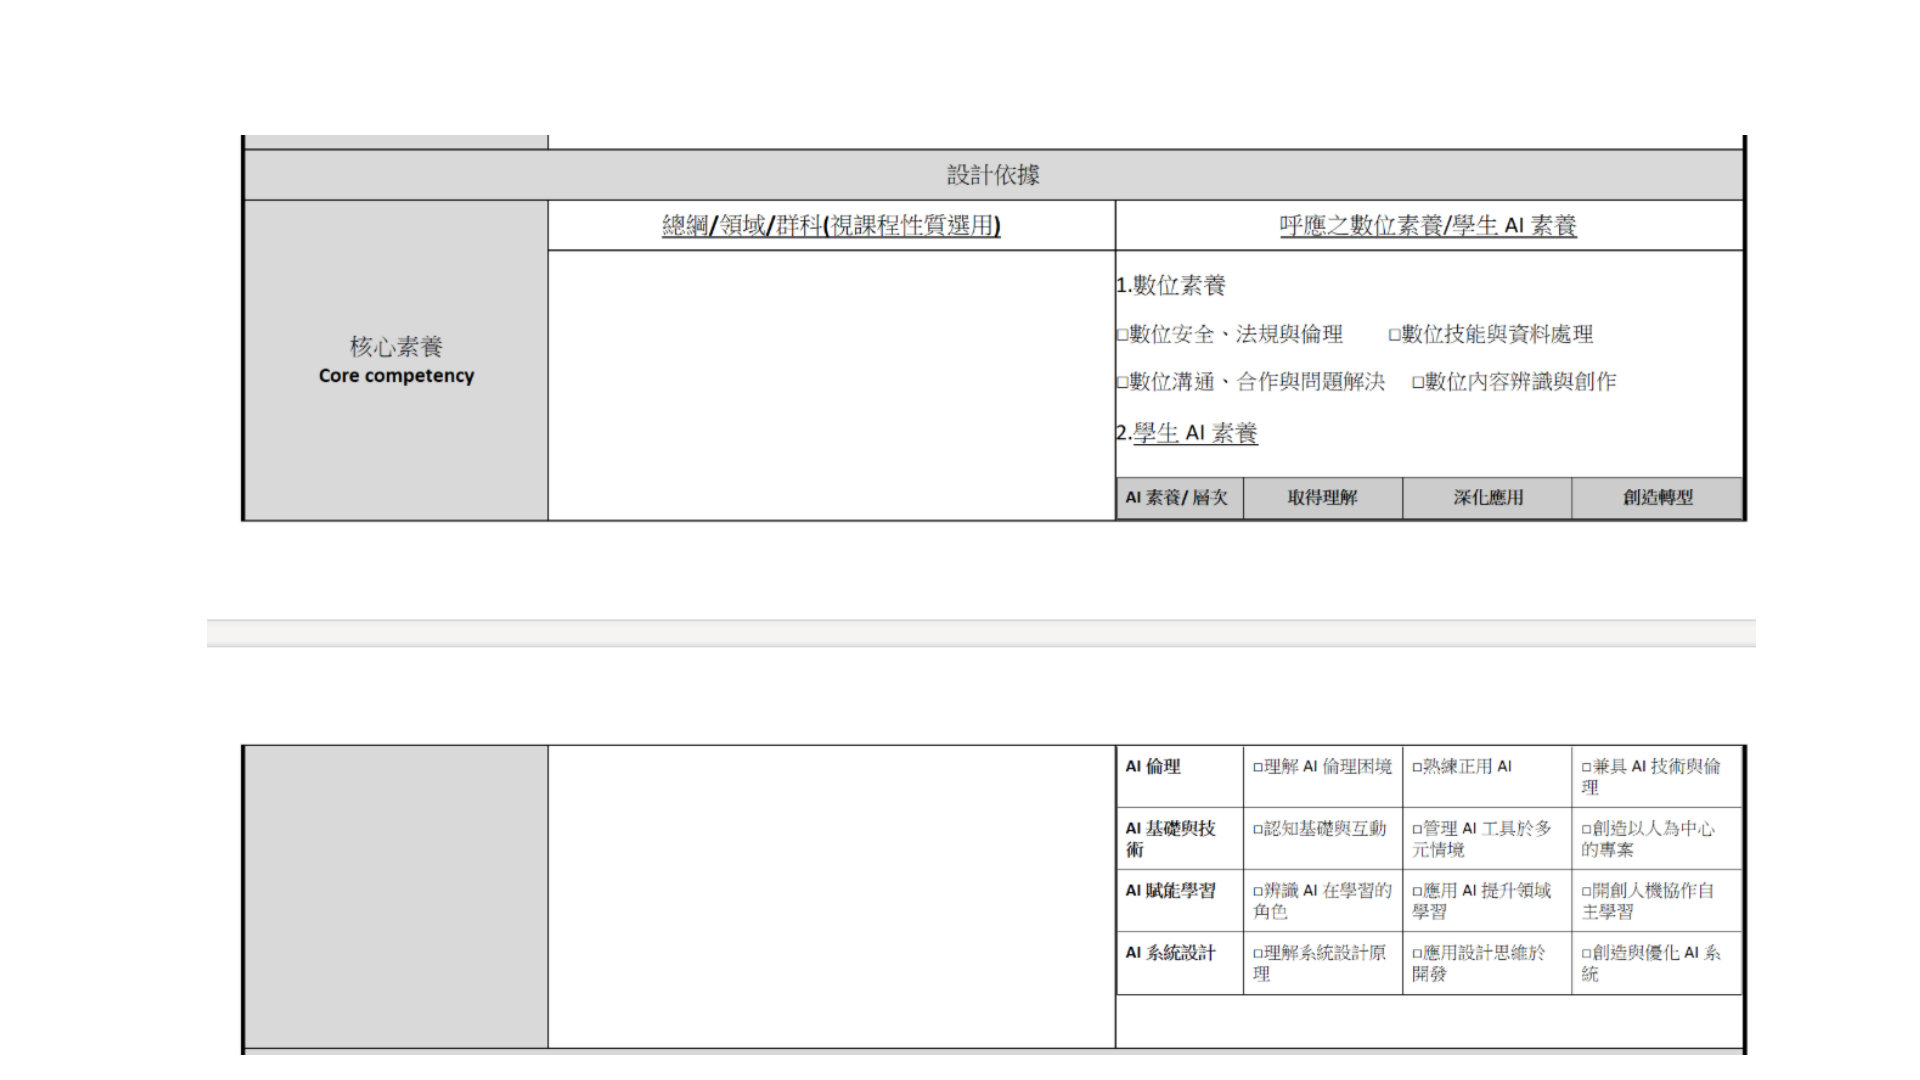 設計依據
核心素養
Core competency
總綱/領域/群科(視課程性質選用)
呼應之數位素養/學生 AI 素養
1.數位素養
□數位安全、法規與倫理 □數位技能與資料處理
□數位溝通、合作與問題解決 □數位內容辨識與創作
2.學生 AI 素養
AI 素養/ 層次 取得理解 深化應用 創造轉型
AI 倫理
□理解 AI 倫理困境
□熟練正用 AI
□兼具 AI 技術與倫
理
AI 基礎與技
術
□認知基礎與互動
□管理 AI 工具於多
元情境
□創造以人為中心
的專案
AI 賦能學習
□辨識 AI 在學習的
角色
□應用 AI 提升領域
學習
□開創人機協作自
主學習
AI 系統設計
□理解系統設計原
理
□應用設計思維於
開發
□創造與優化 AI 系
統